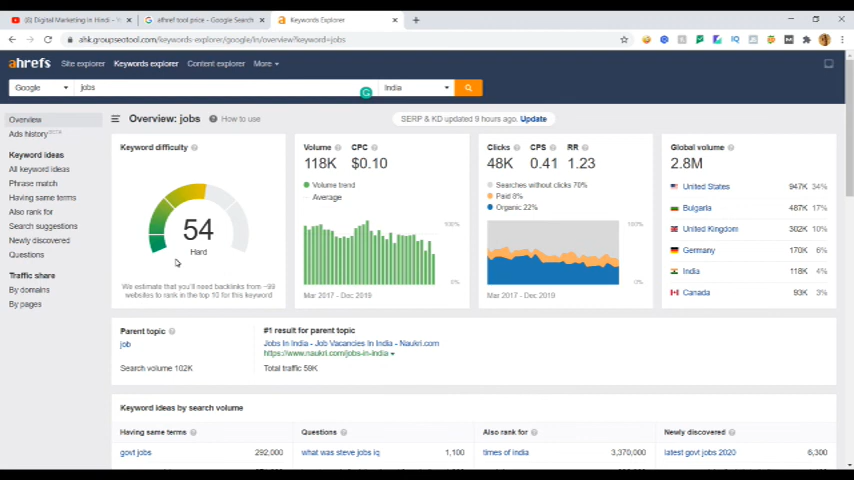 (6) Digital Marketing In Hindi -
afhref tool price - Google Search
Keywords Explorer
ahk.groupseotool.com/keywords-explorer/google/in/overview?keyword=jobs
ahrefs Site explorer Keywords explorer Content explorer More
Google jobs India
Overview
Ads history BETA
Keyword ideas
All keyword ideas
Phrase match
Having same terms
Also rank for
Search suggestions
Newly discovered
Questions
Traffic share
By domains
By pages
Overview: jobs How to use SERP & KD updated 9 hours ago. Update
Keyword difficulty
54
Hard
We estimate that you'll need backlinks from ~99
websites to rank in the top 10 for this keyword
Volume CPC
118K $0.10
Volume trend
Average
100%
0%
Mar 2017 - Dec 2019
Clicks CPS RR
48K 0.41 1.23
Searches without clicks 70%
Paid 8%
Organic 22%
100%
0%
Mar 2017 - Dec 2019
Global volume
2.8M
United States 947K 34%
Bulgaria 487K 17%
United Kingdom 302K 10%
Germany 170K 6%
India 118K 4%
Canada 93K 3%
Parent topic
job
Search volume 102K
#1 result for parent topic
Jobs In India - Job Vacancies In India - Naukri.com
https://www.naukri.com/jobs-in-india
Total traffic 59K
Keyword ideas by search volume
Having same terms Questions Also rank for Newly discovered
govt jobs 292,000 what was steve jobs iq 1,100 times of india 3,370,000 latest govt jobs 2020 6,300